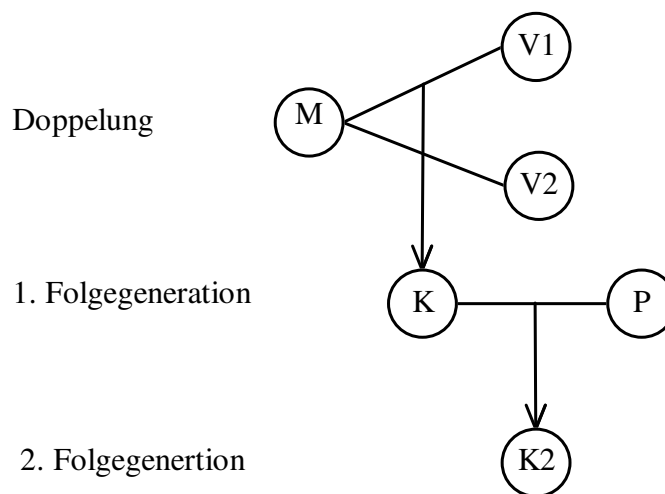 V1
Doppelung
M
V2
1. Folgegeneration
K
P
2. Folgegenertion
K2